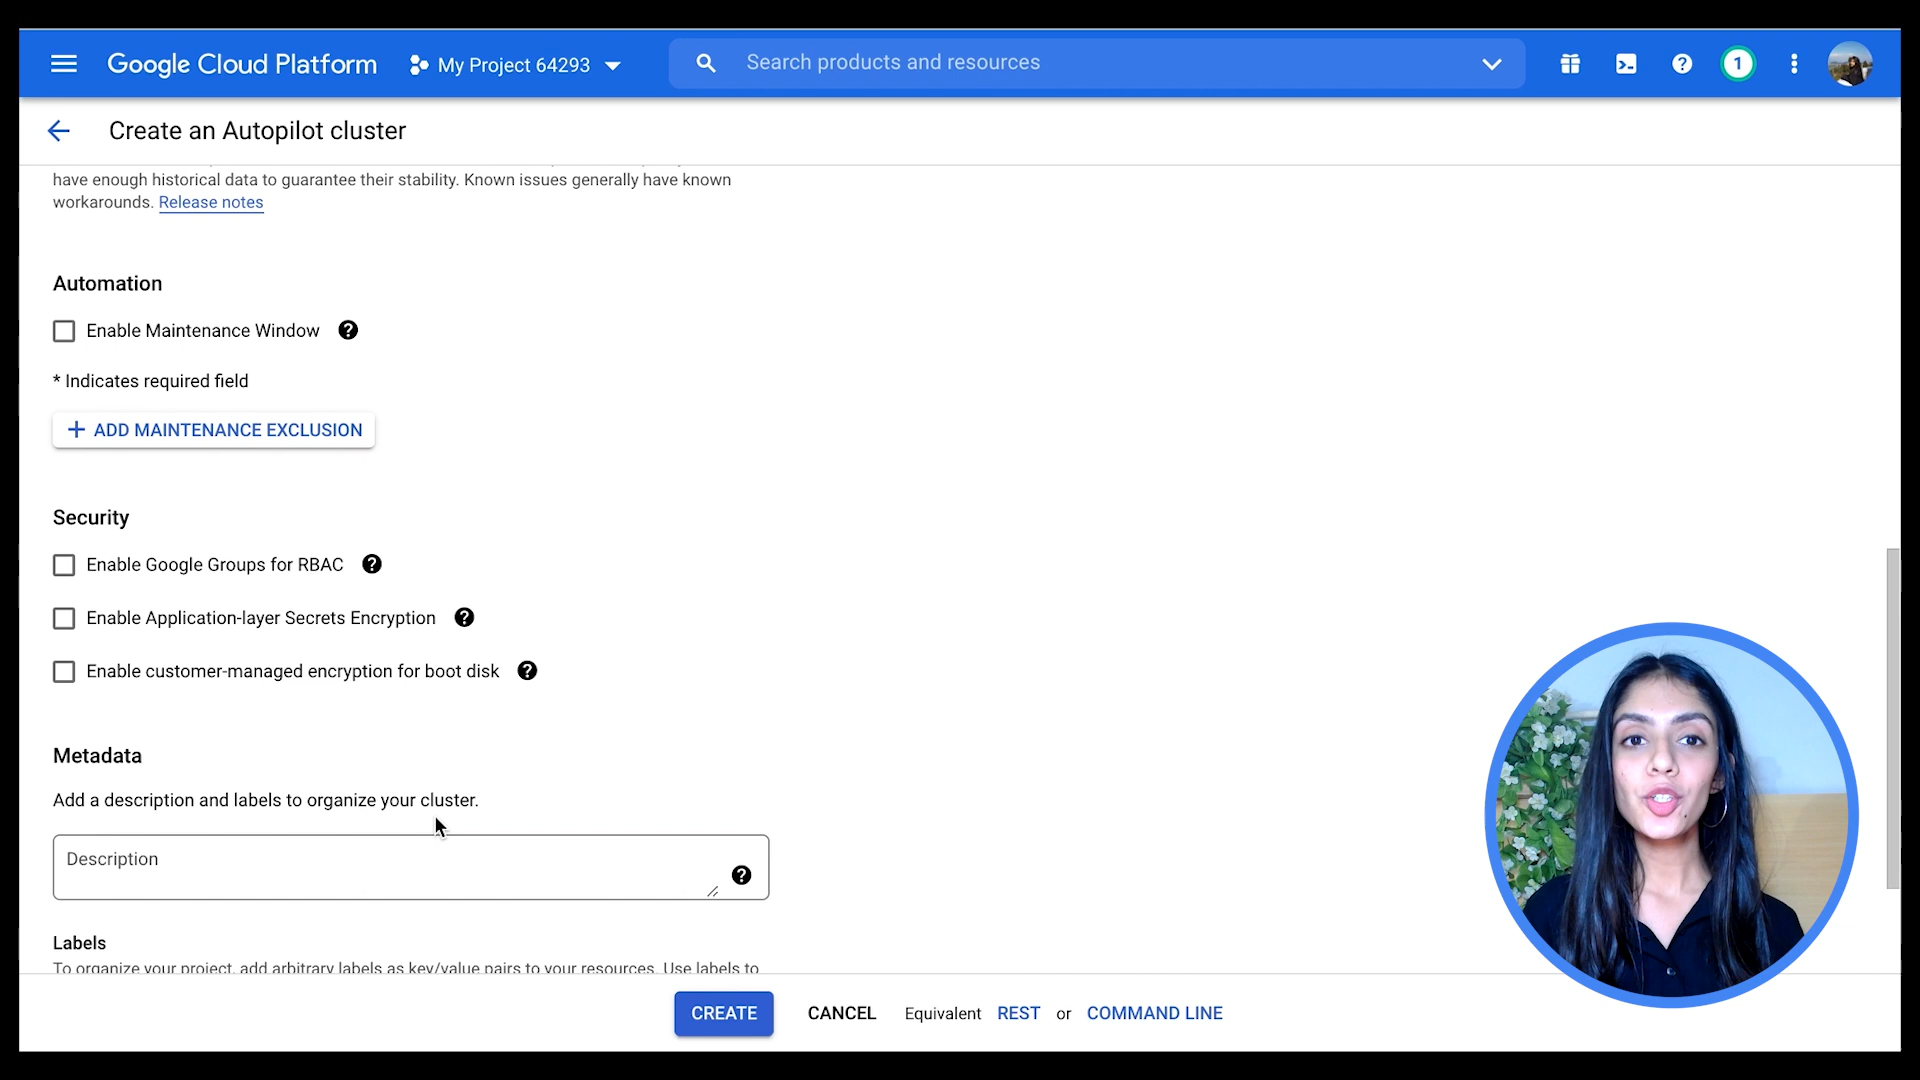 Google Cloud Platform
My Project 64293
Search products and resources
1
Create an Autopilot cluster
have enough historical data to guarantee their stability. Known issues generally have known
workarounds. Release notes
Automation
Enable Maintenance Window
* Indicates required field
ADD MAINTENANCE EXCLUSION
Security
Enable Google Groups for RBAC
Enable Application-layer Secrets Encryption
Enable customer-managed encryption for boot disk
Metadata
Add a description and labels to organize your cluster.
Description
Labels
To organize your project, add arbitrary labels as key/value pairs to your resources. Use labels to
CREATE
CANCEL
Equivalent REST or COMMAND LINE